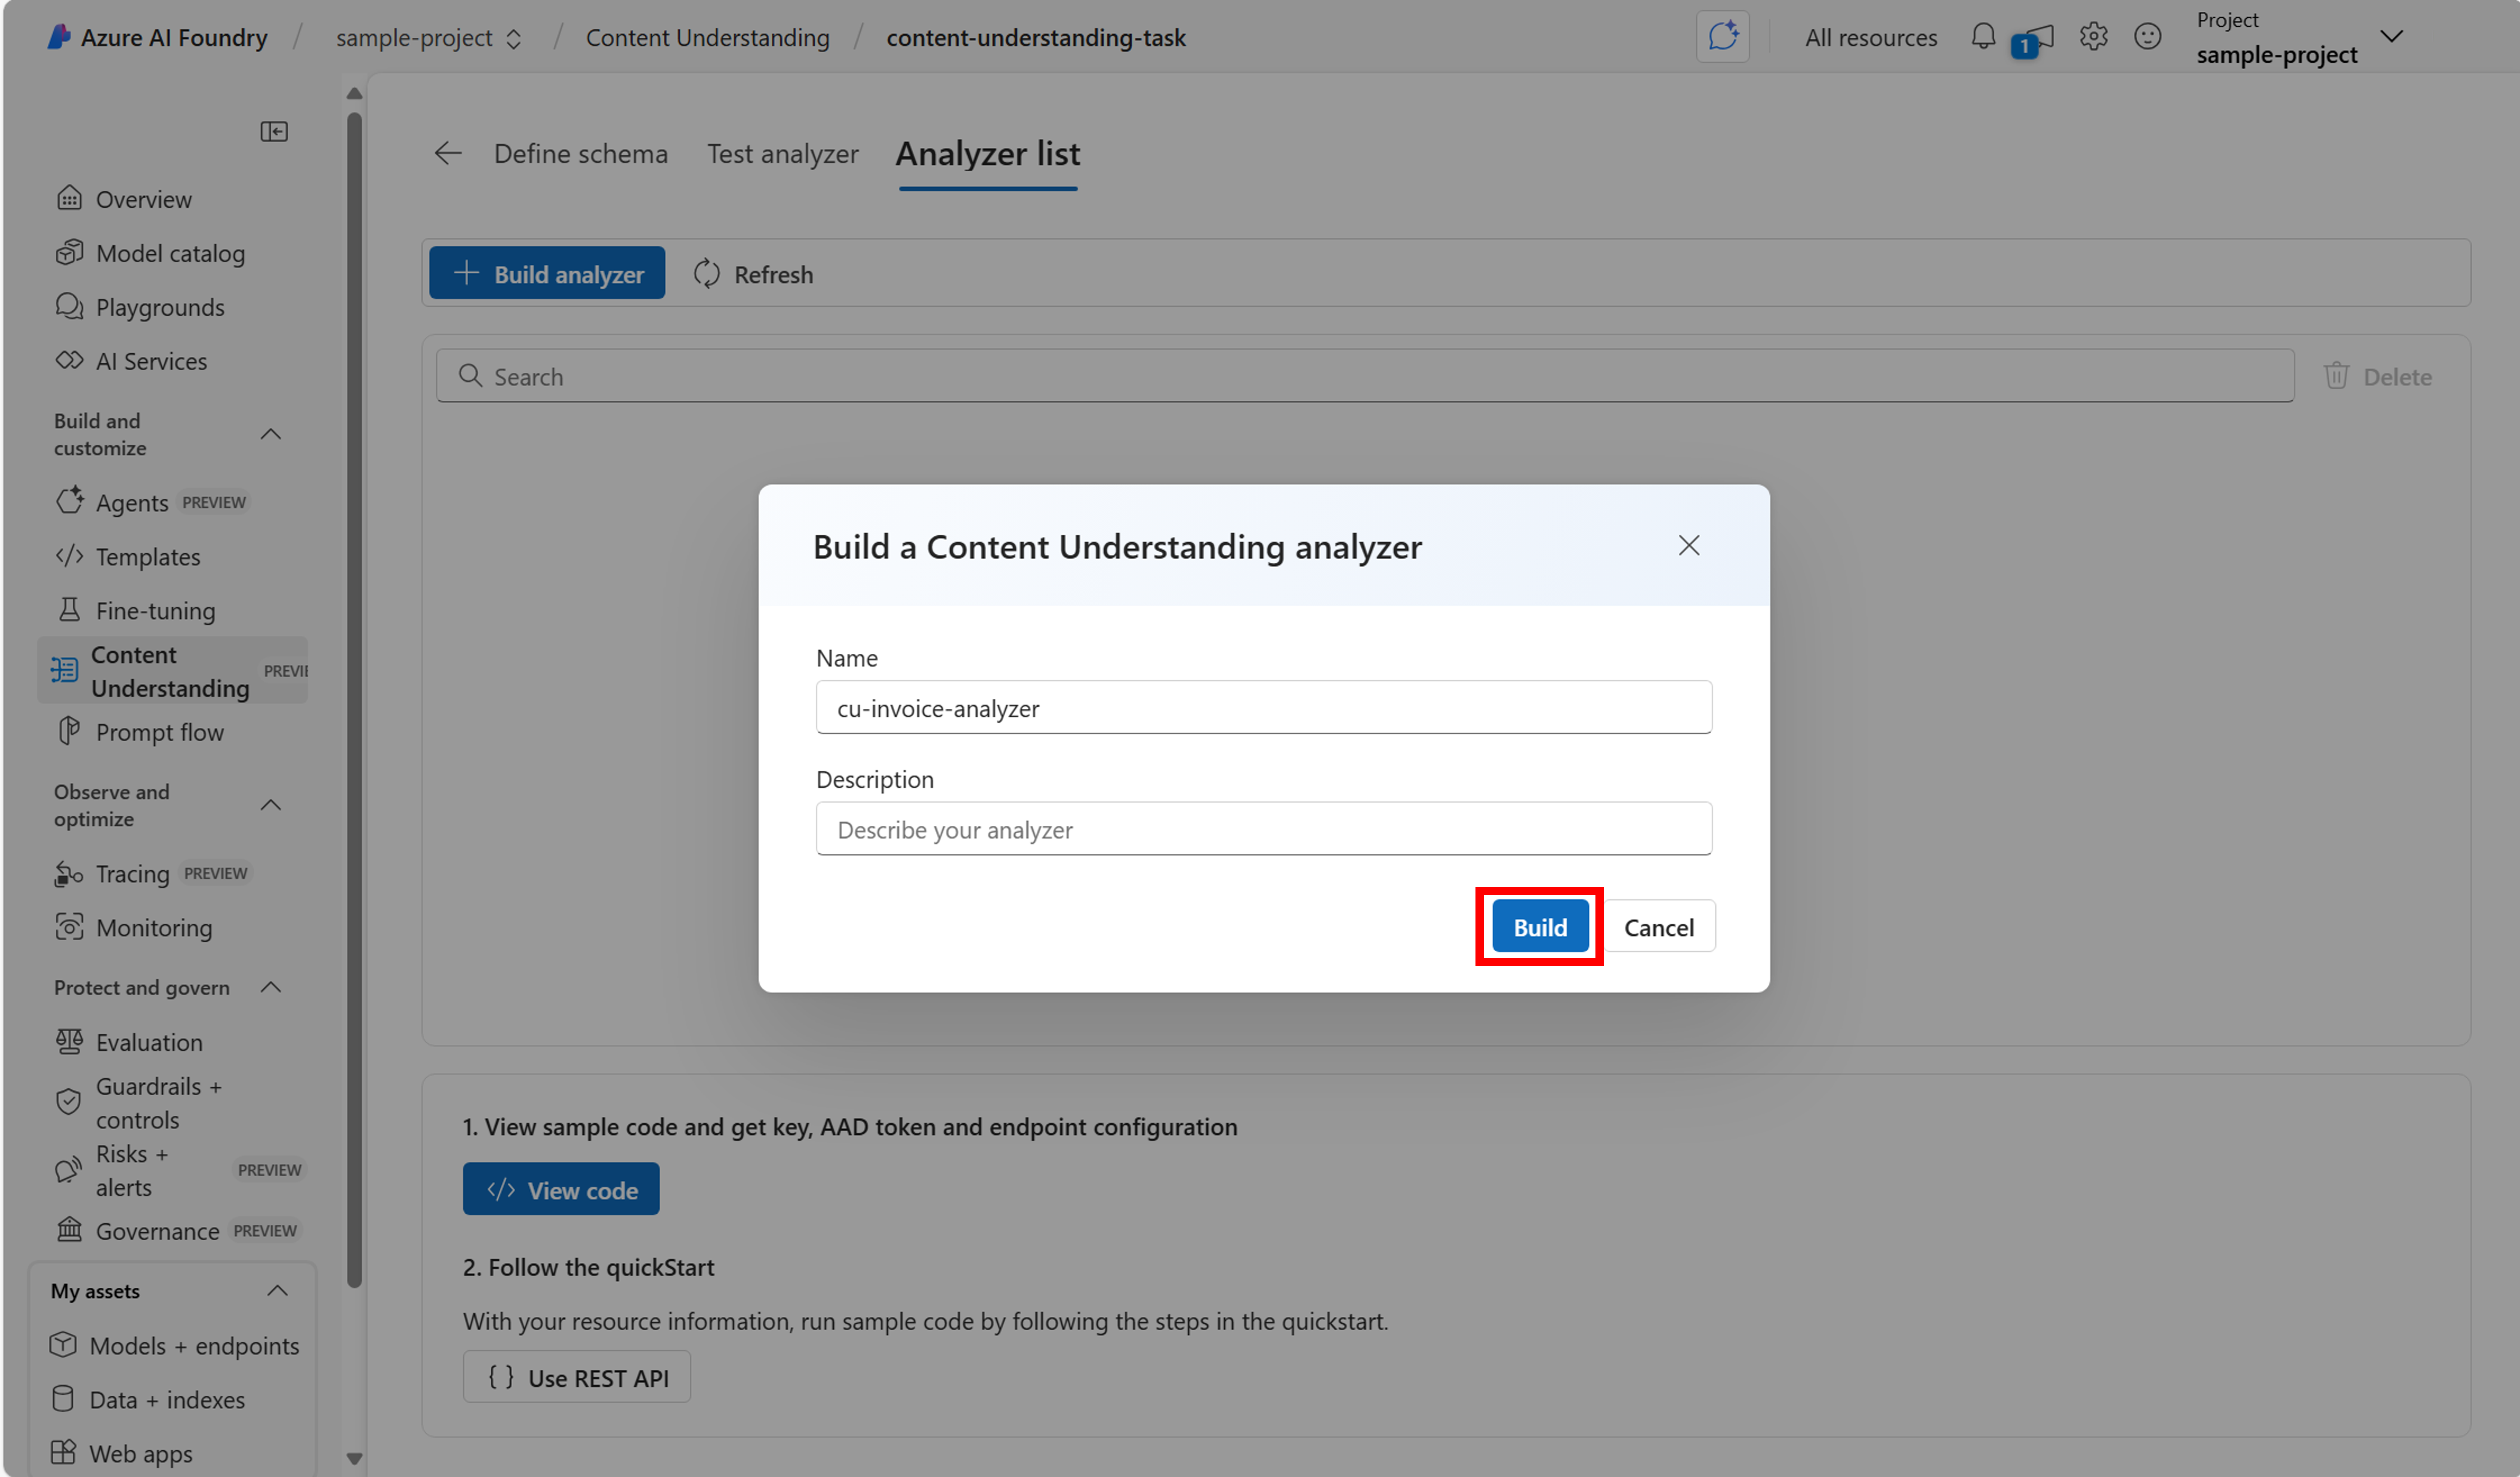 Azure AI Foundry / sample-project / Content Understanding / content-understanding-task
All resources
1
Project
sample-project
Define schema
Test analyzer
Analyzer list
Build analyzer
Refresh
Search
Delete
Overview
Model catalog
Playgrounds
AI Services
Build and
customize
Agents PREVIEW
Templates
Fine-tuning
Content
Understanding
PREVIE
Prompt flow
Observe and
optimize
Tracing PREVIEW
Monitoring
Protect and govern
Evaluation
Guardrails +
controls
Risks +
alerts
PREVIEW
Governance PREVIEW
My assets
Models + endpoints
Data + indexes
Web apps
Build a Content Understanding analyzer
Name
cu-invoice-analyzer
Description
Describe your analyzer
Build
Cancel
1. View sample code and get key, AAD token and endpoint configuration
</> View code
2. Follow the quickStart
With your resource information, run sample code by following the steps in the quickstart.
{ } Use REST API